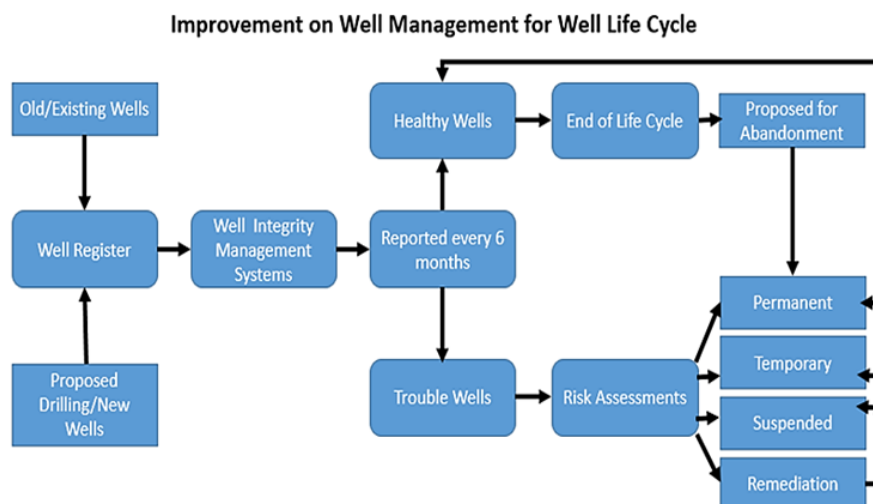 Improvement on Well Management for Well Life Cycle
Old/Existing Wells
Healthy Wells
End of Life Cycle
Proposed for
Abandonment
Well Register
Well Integrity
Management
Systems
Reported every 6
months
Permanent
Temporary
Proposed
Drilling/New
Wells
Trouble Wells
Risk Assessments
Suspended
Remediation